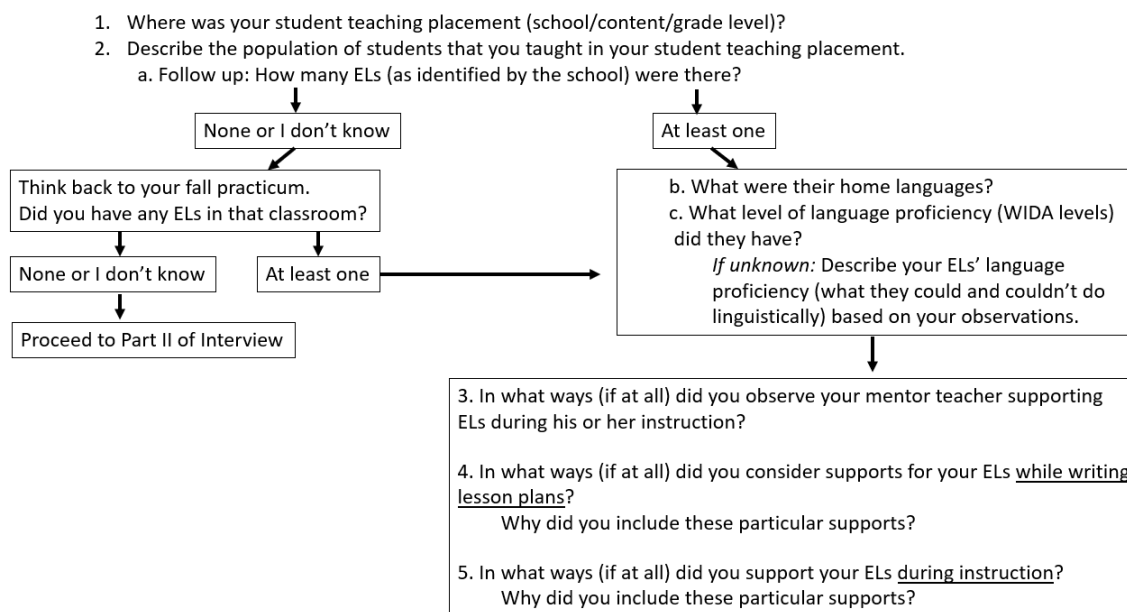 1. Where was your student teaching placement (school/content/grade level)?
2. Describe the population of students that you taught in your student teaching placement.
a. Follow up: How many ELs (as identified by the school) were there?
None or I don’t know
At least one
Think back to your fall practicum.
Did you have any ELs in that classroom?
None or I don’t know
At least one
Proceed to Part II of Interview
b. What were their home languages?
c. What level of language proficiency (WIDA levels)
did they have?
If unknown: Describe your ELs’ language
proficiency (what they could and couldn’t do
linguistically) based on your observations.
3. In what ways (if at all) did you observe your mentor teacher supporting
ELs during his or her instruction?
4. In what ways (if at all) did you consider supports for your ELs while writing
lesson plans?
Why did you include these particular supports?
5. In what ways (if at all) did you support your ELs during instruction?
Why did you include these particular supports?